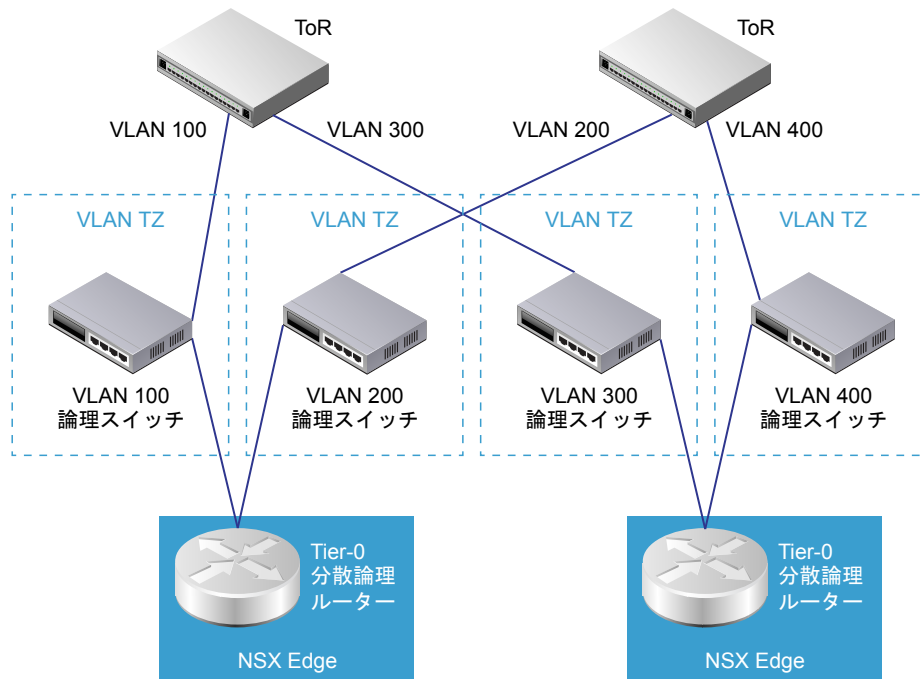 ToR
ToR
VLAN 100
VLAN 300
VLAN 200
VLAN 400
VLAN TZ
VLAN TZ
VLAN TZ
VLAN TZ
VLAN 100
論理スイッチ
VLAN 200
論理スイッチ
VLAN 300
論理スイッチ
VLAN 400
論理スイッチ
Tier-0
分散論理
ルーター
NSX Edge
Tier-0
分散論理
ルーター
NSX Edge